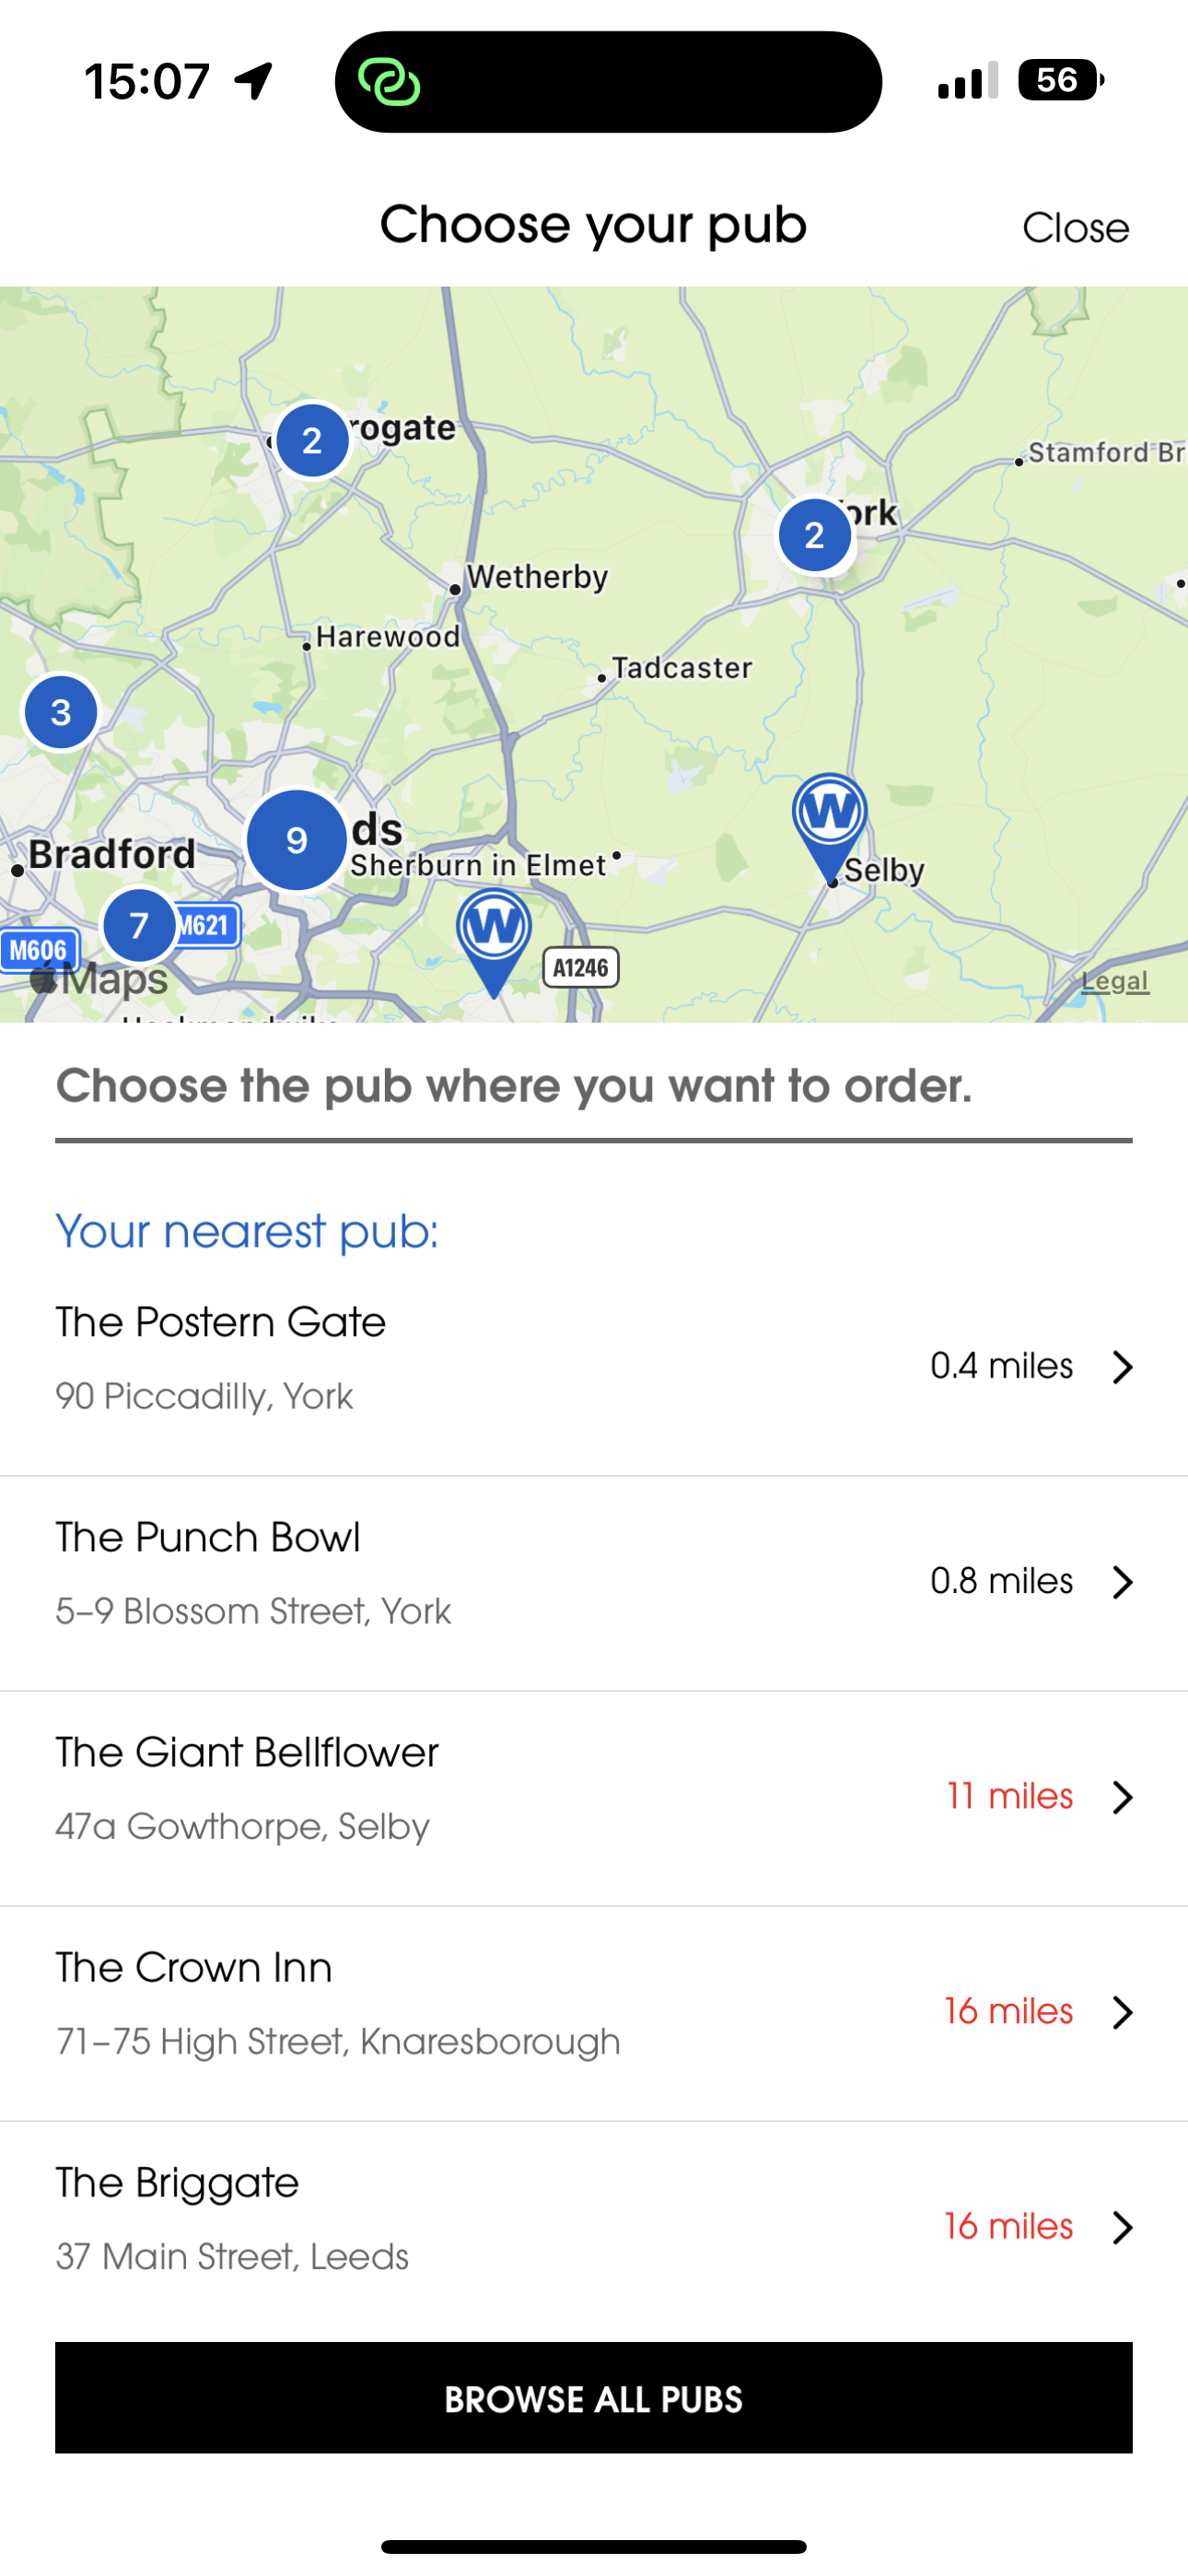 15:07
56
Choose your pub
Close
2
rogate
Stamford Br
2
ork
Wetherby
Harewood
Tadcaster
3
W
9
ds
Bradford
Sherburn in Elmet
Selby
7
M621
W
M606
A1246
Maps
Legal
Choose the pub where you want to order.
Your nearest pub:
The Postern Gate
0.4 miles
90 Piccadilly, York
The Punch Bowl
0.8 miles
5–9 Blossom Street, York
The Giant Bellflower
11 miles
47a Gowthorpe, Selby
The Crown Inn
16 miles
71–75 High Street, Knaresborough
The Briggate
16 miles
37 Main Street, Leeds
BROWSE ALL PUBS